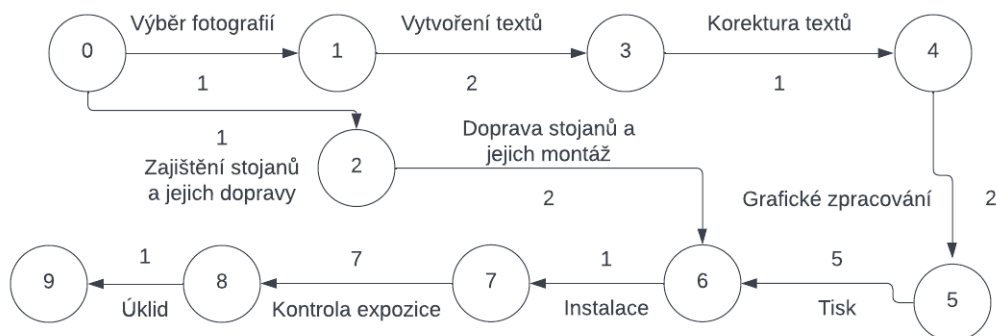 Výběr fotografií
Vytvoření textů
Korektura textů
0
1
3
4
1
2
1
1
Zajištění stojanů
a jejich dopravy
2
Doprava stojanů a
jejich montáž
2
Grafické zpracování
2
9
1
8
7
7
1
6
5
5
Úklid
Kontrola expozice
Instalace
Tisk